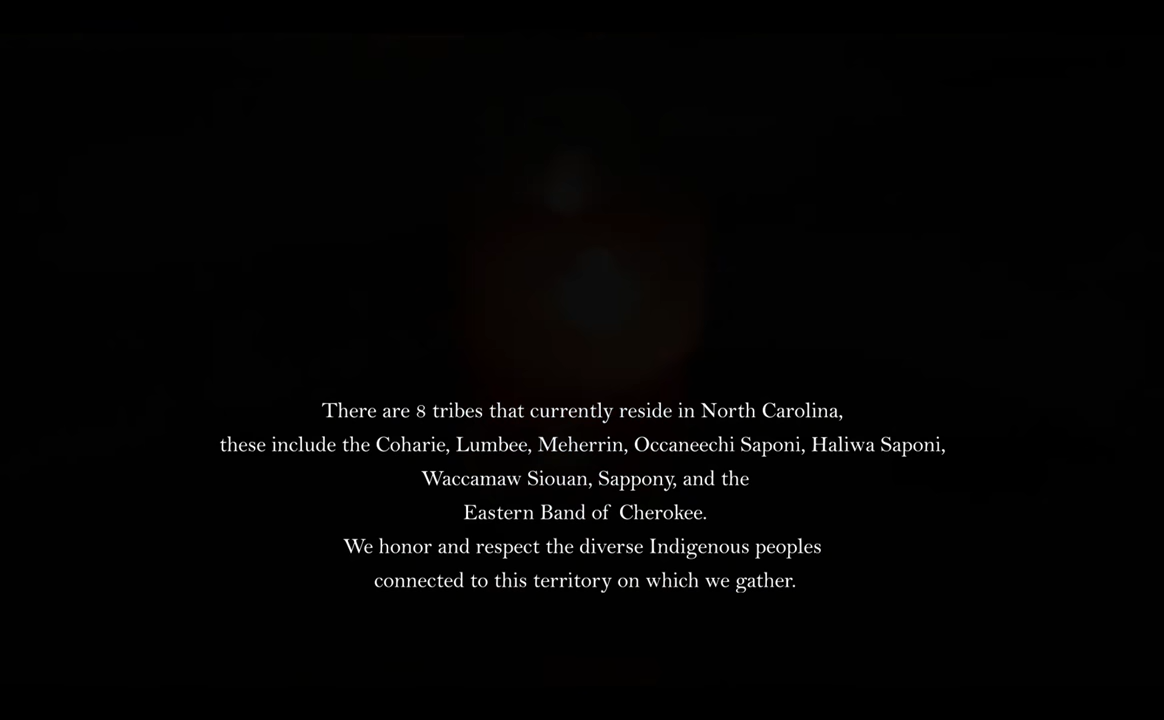 There are 8 tribes that currently reside in North Carolina,
these include the Coharie, Lumbee, Meherrin, Occaneechi Saponi, Haliwa Saponi,
Waccamaw Siouan, Sappony, and the
Eastern Band of Cherokee.
We honor and respect the diverse Indigenous peoples
connected to this territory on which we gather.